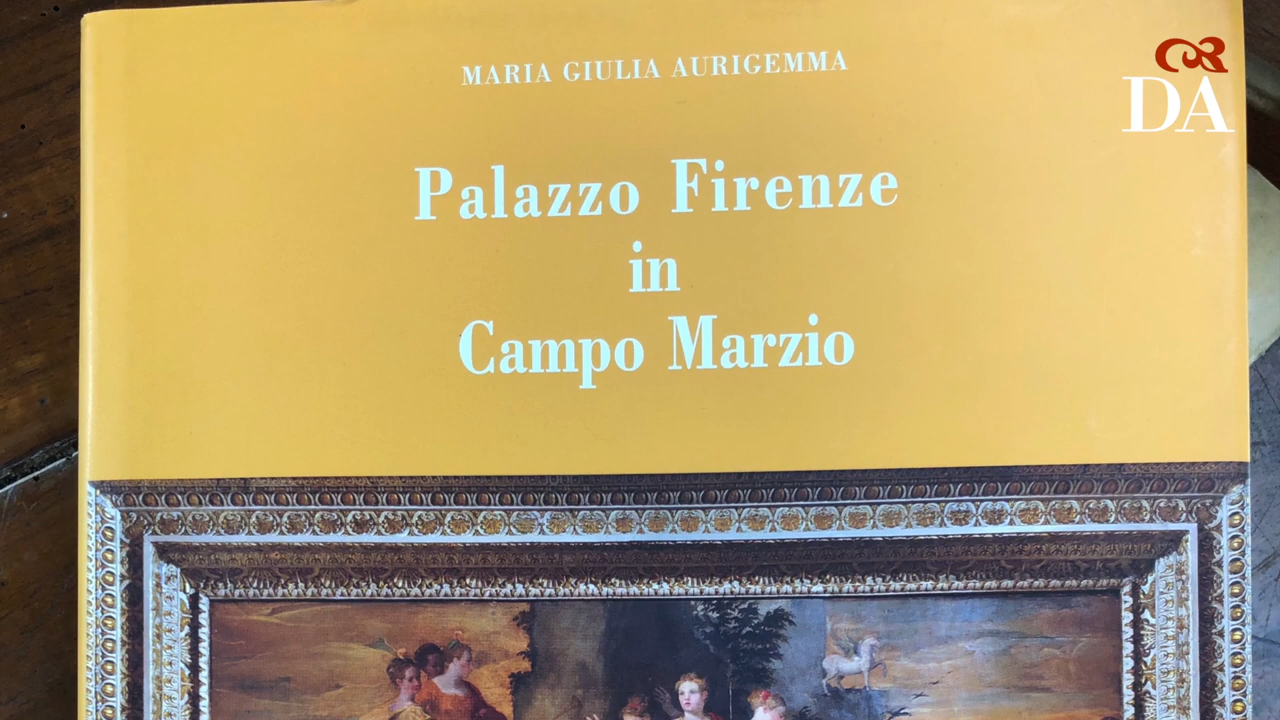 MARIA GIULIA AURIGEMMA
DA
Palazzo Firenze
in
Campo Marzio